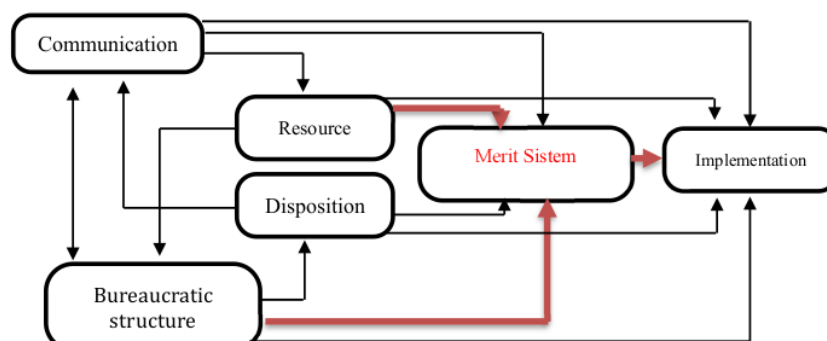 Communication
Resource
Merit Sistem
Implementation
Disposition
Bureaucratic
structure